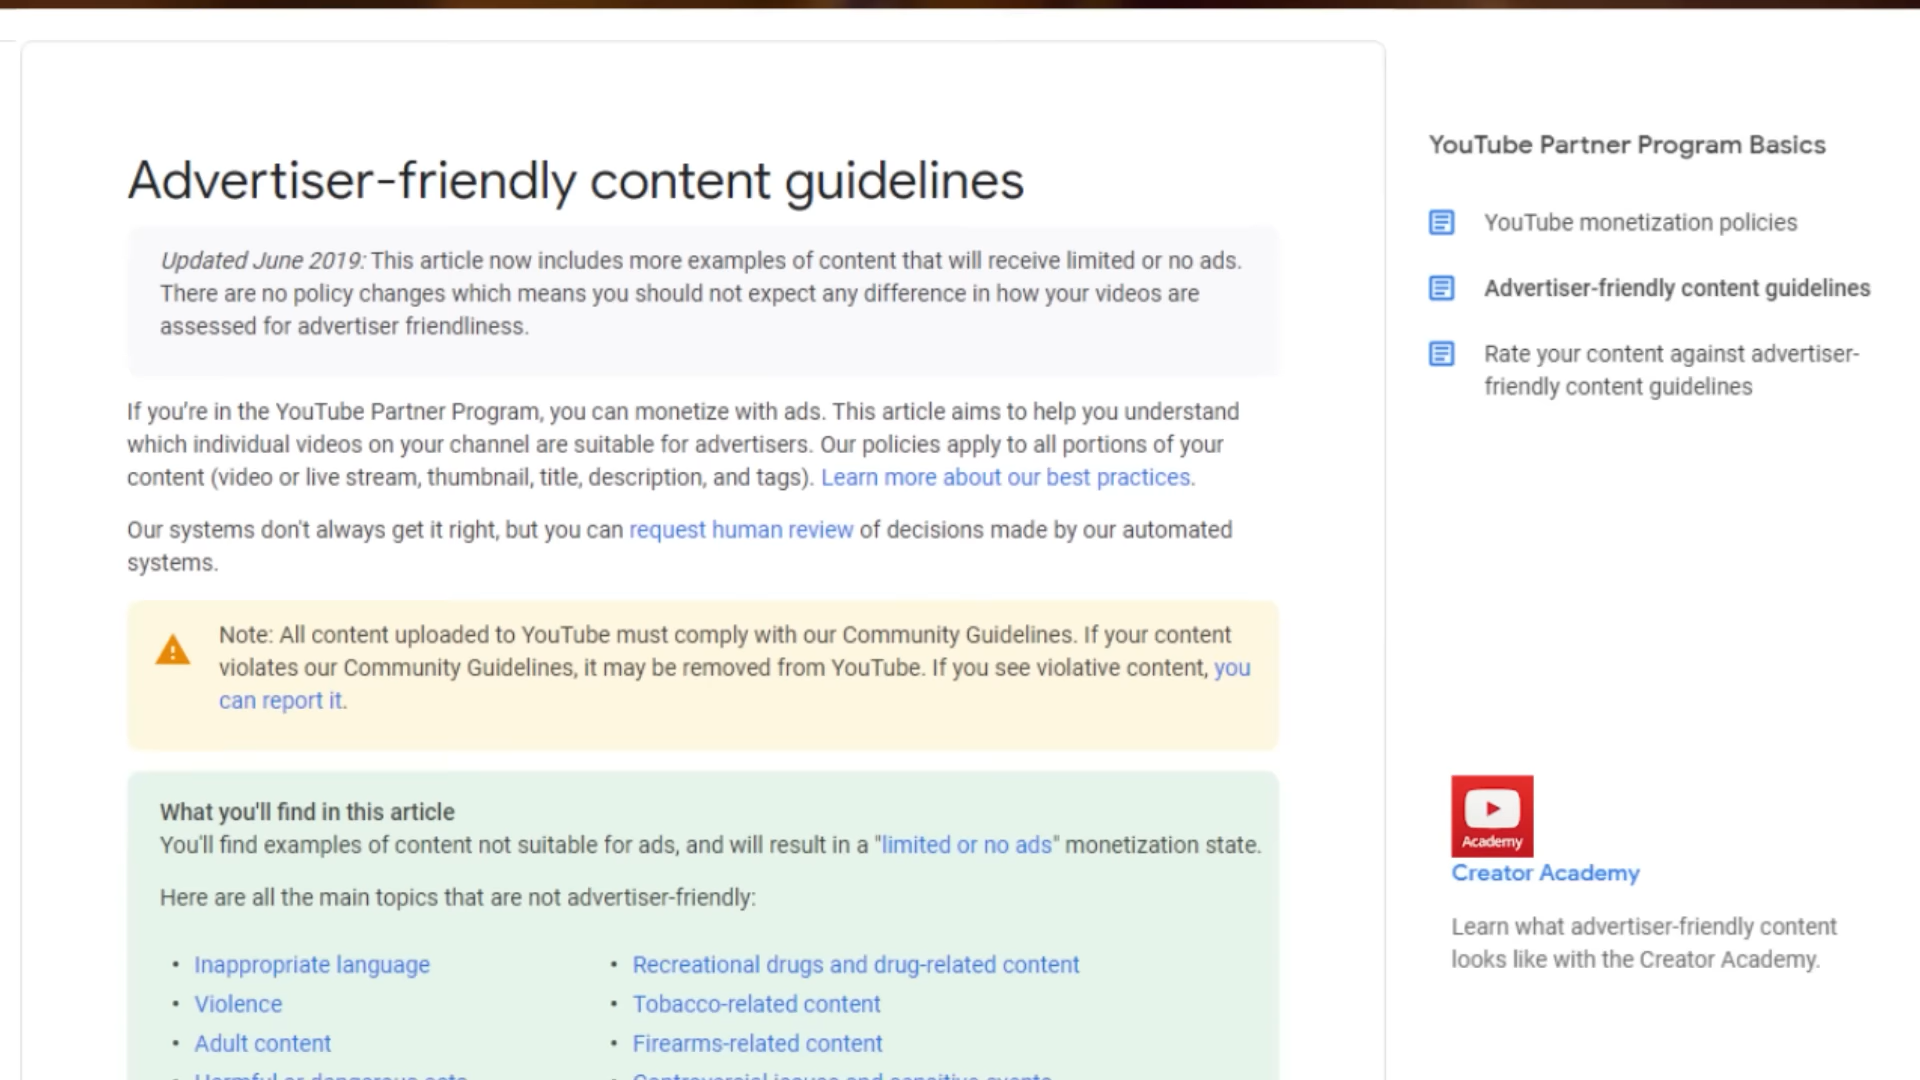 Advertiser-friendly content guidelines
Updated June 2019: This article now includes more examples of content that will receive limited or no ads.
There are no policy changes which means you should not expect any difference in how your videos are
assessed for advertiser friendliness.
If you're in the YouTube Partner Program, you can monetize with ads. This article aims to help you understand
which individual videos on your channel are suitable for advertisers. Our policies apply to all portions of your
content (video or live stream, thumbnail, title, description, and tags). Learn more about our best practices.
Our systems don't always get it right, but you can request human review of decisions made by our automated
systems.
Note: All content uploaded to YouTube must comply with our Community Guidelines. If your content
violates our Community Guidelines, it may be removed from YouTube. If you see violative content, you
can report it.
What you'll find in this article
You'll find examples of content not suitable for ads, and will result in a "limited or no ads" monetization state.
Here are all the main topics that are not advertiser-friendly:
• Inappropriate language
• Violence
• Adult content
• Harmful or dangerous acts
• Recreational drugs and drug-related content
• Tobacco-related content
• Firearms-related content
• Controversial issues and sensitive events
YouTube Partner Program Basics
YouTube monetization policies
Advertiser-friendly content guidelines
Rate your content against advertiser-
friendly content guidelines
Academy
Creator Academy
Learn what advertiser-friendly content
looks like with the Creator Academy.